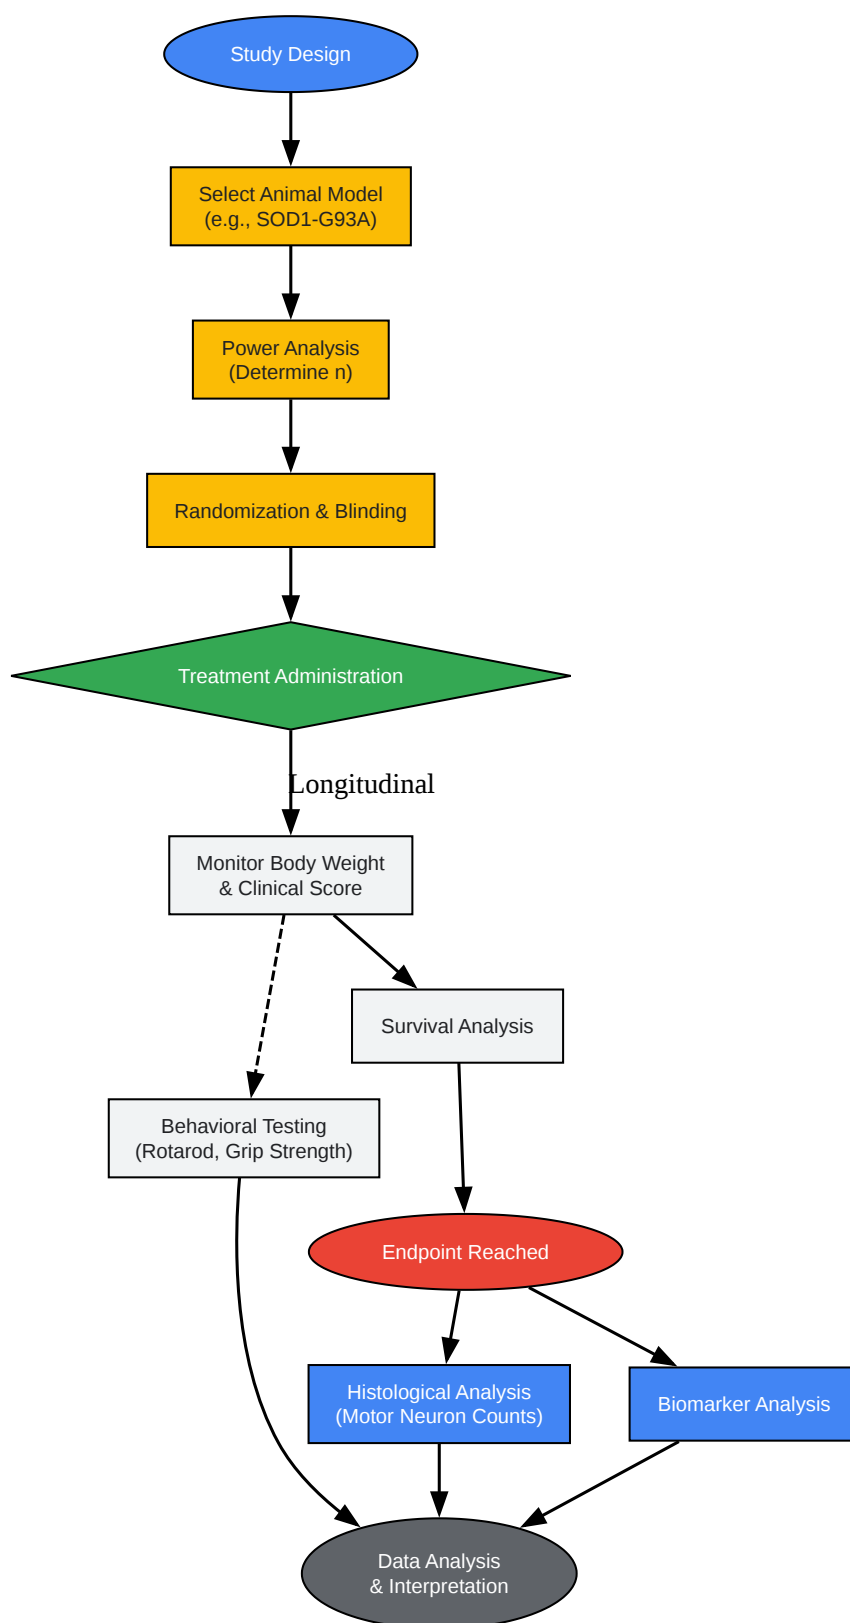 Study Design
Select Animal Model
(e.g., SOD1-G93A)
Power Analysis
(Determine n)
Randomization & Blinding
Treatment Administration
Longitudinal
Monitor Body Weight
& Clinical Score
Survival Analysis
Behavioral Testing
(Rotarod, Grip Strength)
Endpoint Reached
Histological Analysis
(Motor Neuron Counts)
Biomarker Analysis
Data Analysis
& Interpretation